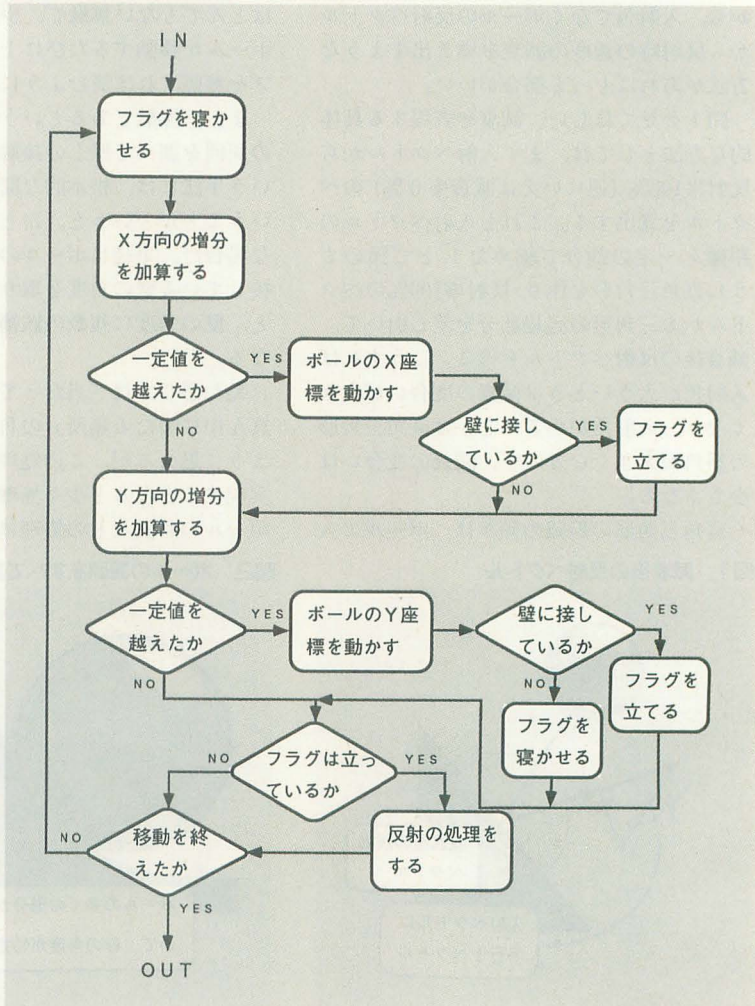 IN
フラグを寝か
せる
X方向の増分
を加算する
一定値を
越えたか
YES
NO
ボールのX座
標を動かす
壁に接し
ているか
YES
NO
フラグを
立てる
Y方向の増分
を加算する
一定値を
越えたか
YES
NO
ボールのY座
標を動かす
壁に接し
ているか
YES
NO
フラグを
立てる
フラグを
寝かせる
フラグは立っ
ているか
NO
YES
反射の処理を
する
移動を終
えたか
NO
YES
OUT